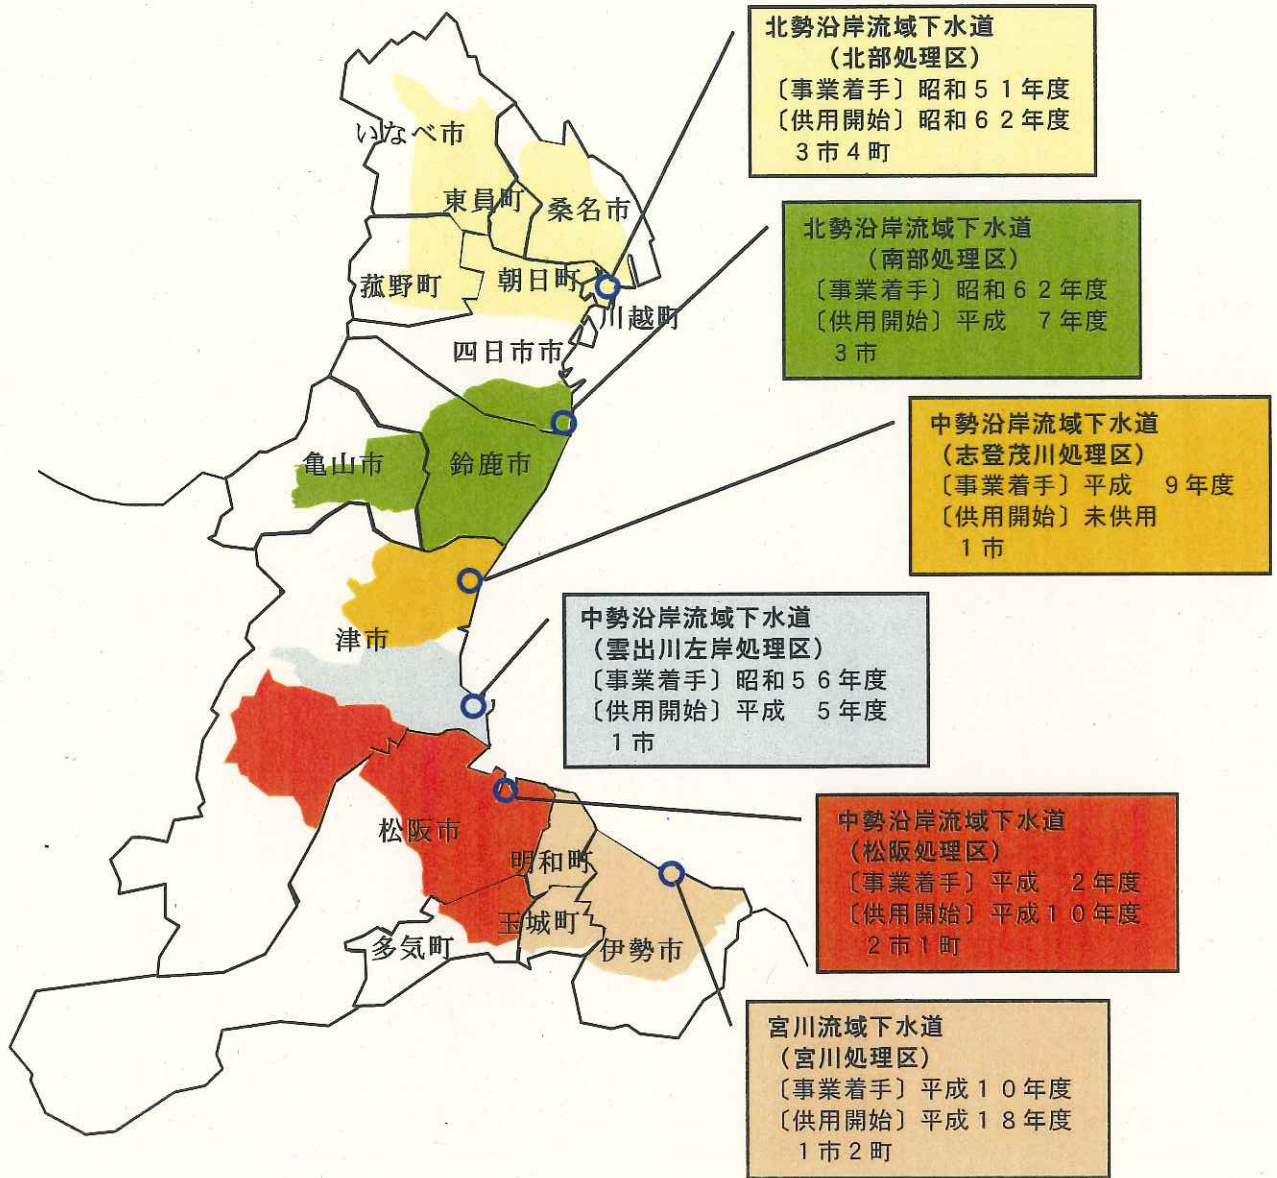 北勢沿岸流域下水道
（北部処理区）
〔事業着手〕昭和５１年度
〔供用開始〕昭和６２年度
３市４町
いなべ市
東員町
桑名市
北勢沿岸流域下水道
（南部処理区）
〔事業着手〕昭和６２年度
〔供用開始〕平成　７年度
３市
菰野町
朝日町
川越町
四日市市
亀山市
鈴鹿市
中勢沿岸流域下水道
（志登茂川処理区）
〔事業着手〕平成　９年度
〔供用開始〕未供用
１市
津市
中勢沿岸流域下水道
（雲出川左岸処理区）
〔事業着手〕昭和５６年度
〔供用開始〕平成　５年度
１市
松阪市
明和町
中勢沿岸流域下水道
（松阪処理区）
〔事業着手〕平成　２年度
〔供用開始〕平成１０年度
２市１町
多気町
玉城町
伊勢市
宮川流域下水道
（宮川処理区）
〔事業着手〕平成１０年度
〔供用開始〕平成１８年度
１市２町